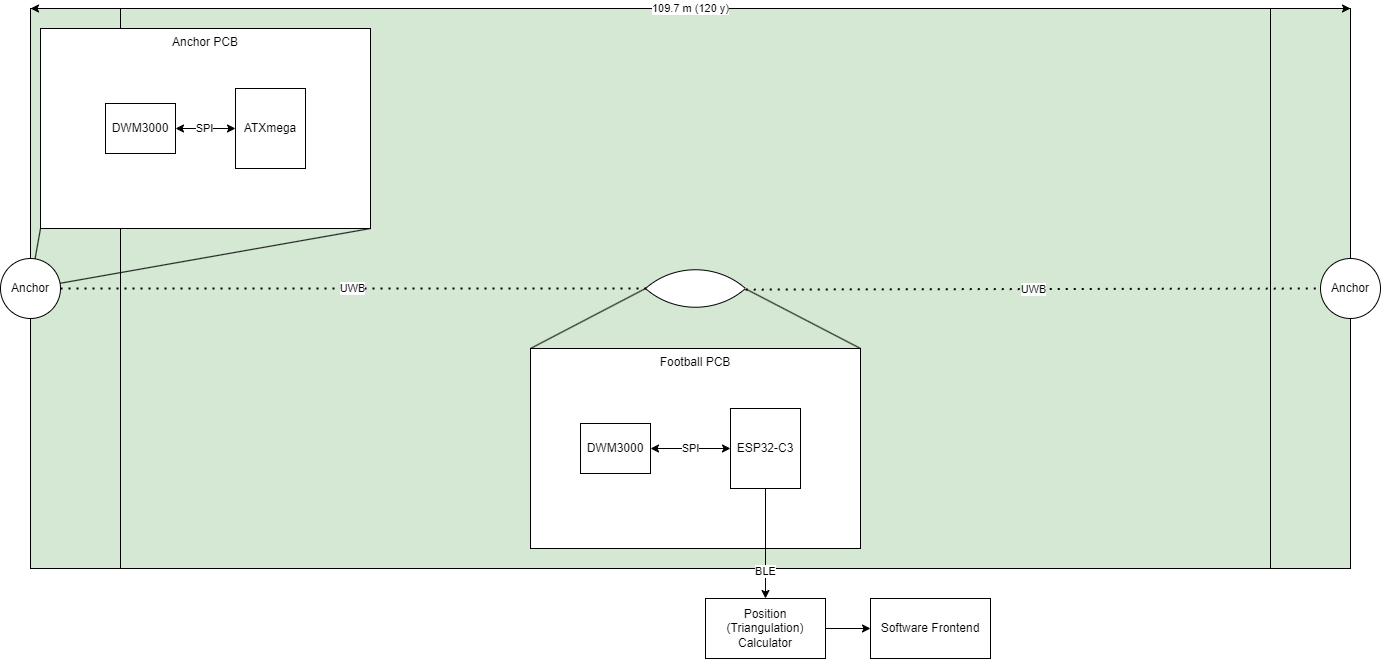 109.7 m (120 y)
Anchor PCB
DWM3000
SPI
ATXmega
Anchor
UWB
UWB
Anchor
Football PCB
DWM3000
SPI
ESP32-C3
BLE
Position
(Triangulation)
Calculator
Software Frontend